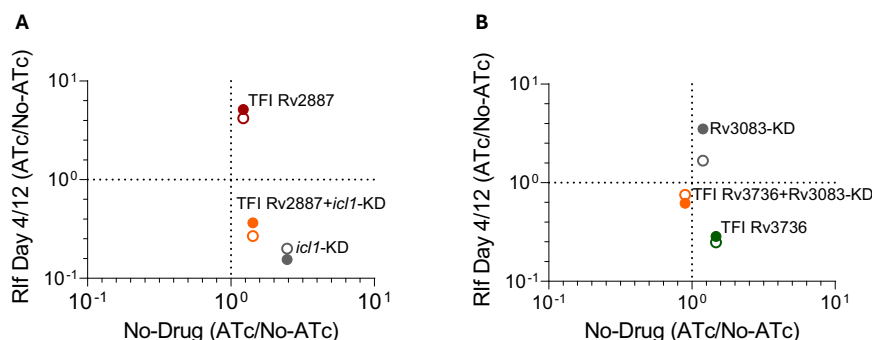 A
RIf Day 4/12 (ATc/No-ATc)
10^1
10^0
10^-1
TFI Rv2887
TFI Rv2887+icl1-KD
icl1-KD
10^-1
10^0
10^1
No-Drug (ATc/No-ATc)
B
RIf Day 4/12 (ATc/No-ATc)
10^1
10^0
10^-1
Rv3083-KD
TFI Rv3736+Rv3083-KD
TFI Rv3736
10^-1
10^0
10^1
No-Drug (ATc/No-ATc)